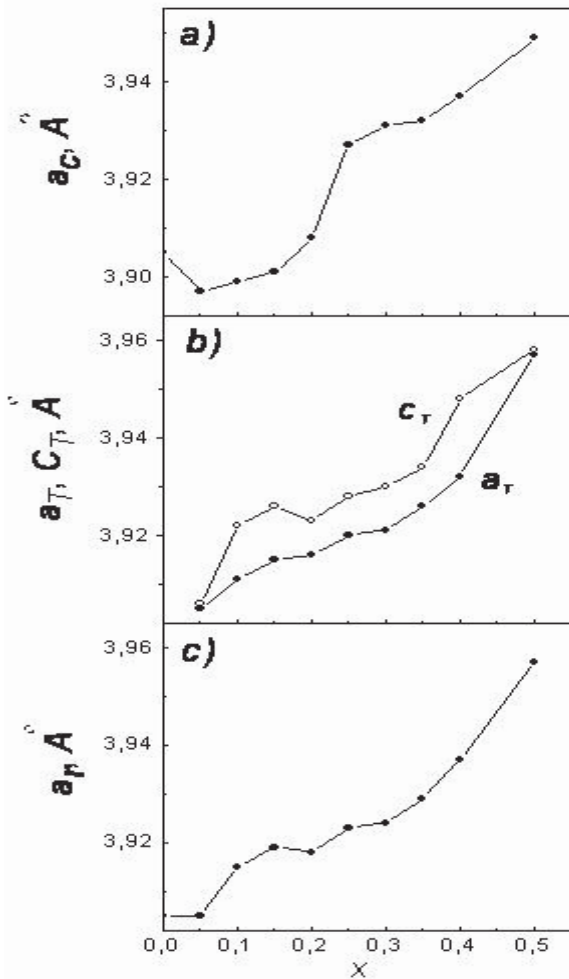 a)
3,94
3,92
3,90
a_C, Å
b)
3,96
3,94
3,92
a_T, C_T, Å
c_T
a_T
c)
3,96
3,94
3,92
, Å
0,0 0,1 0,2 0,3 0,4 0,5
x